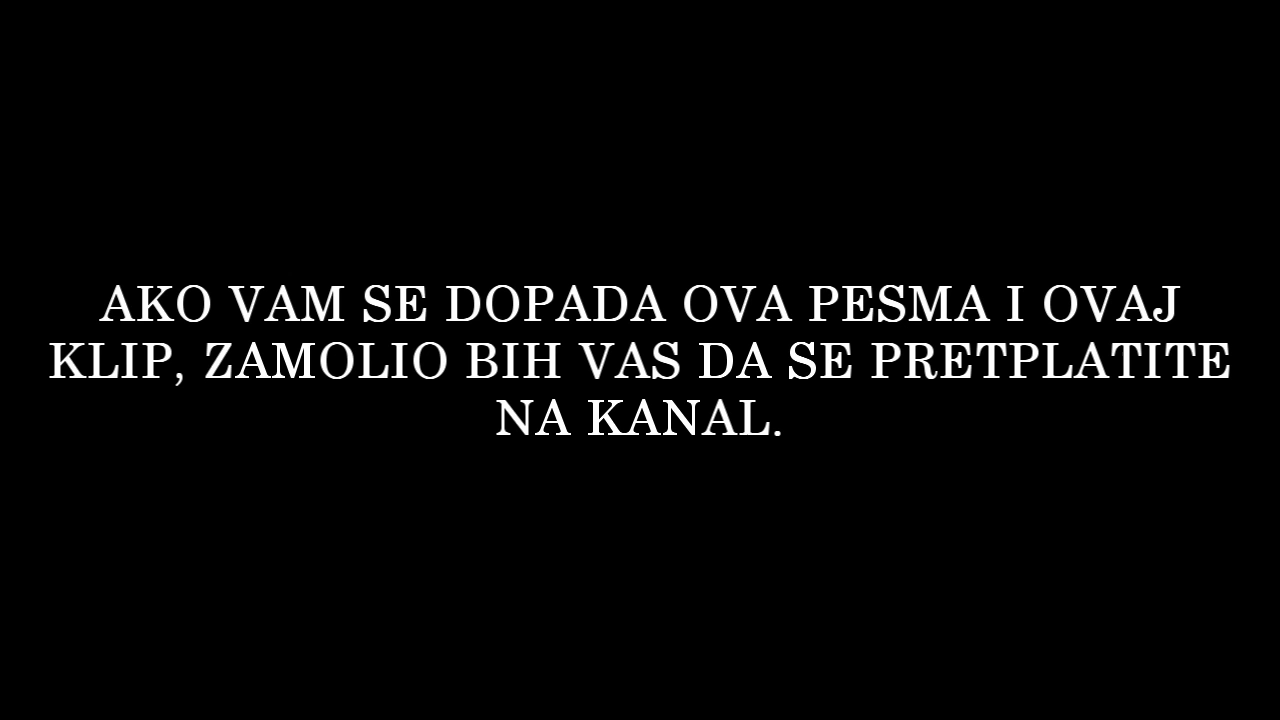 AKO VAM SE DOPADA OVA PESMA I OVAJ
KLIP, ZAMOLIO BIH VAS DA SE PRETPLATITE
NA KANAL.